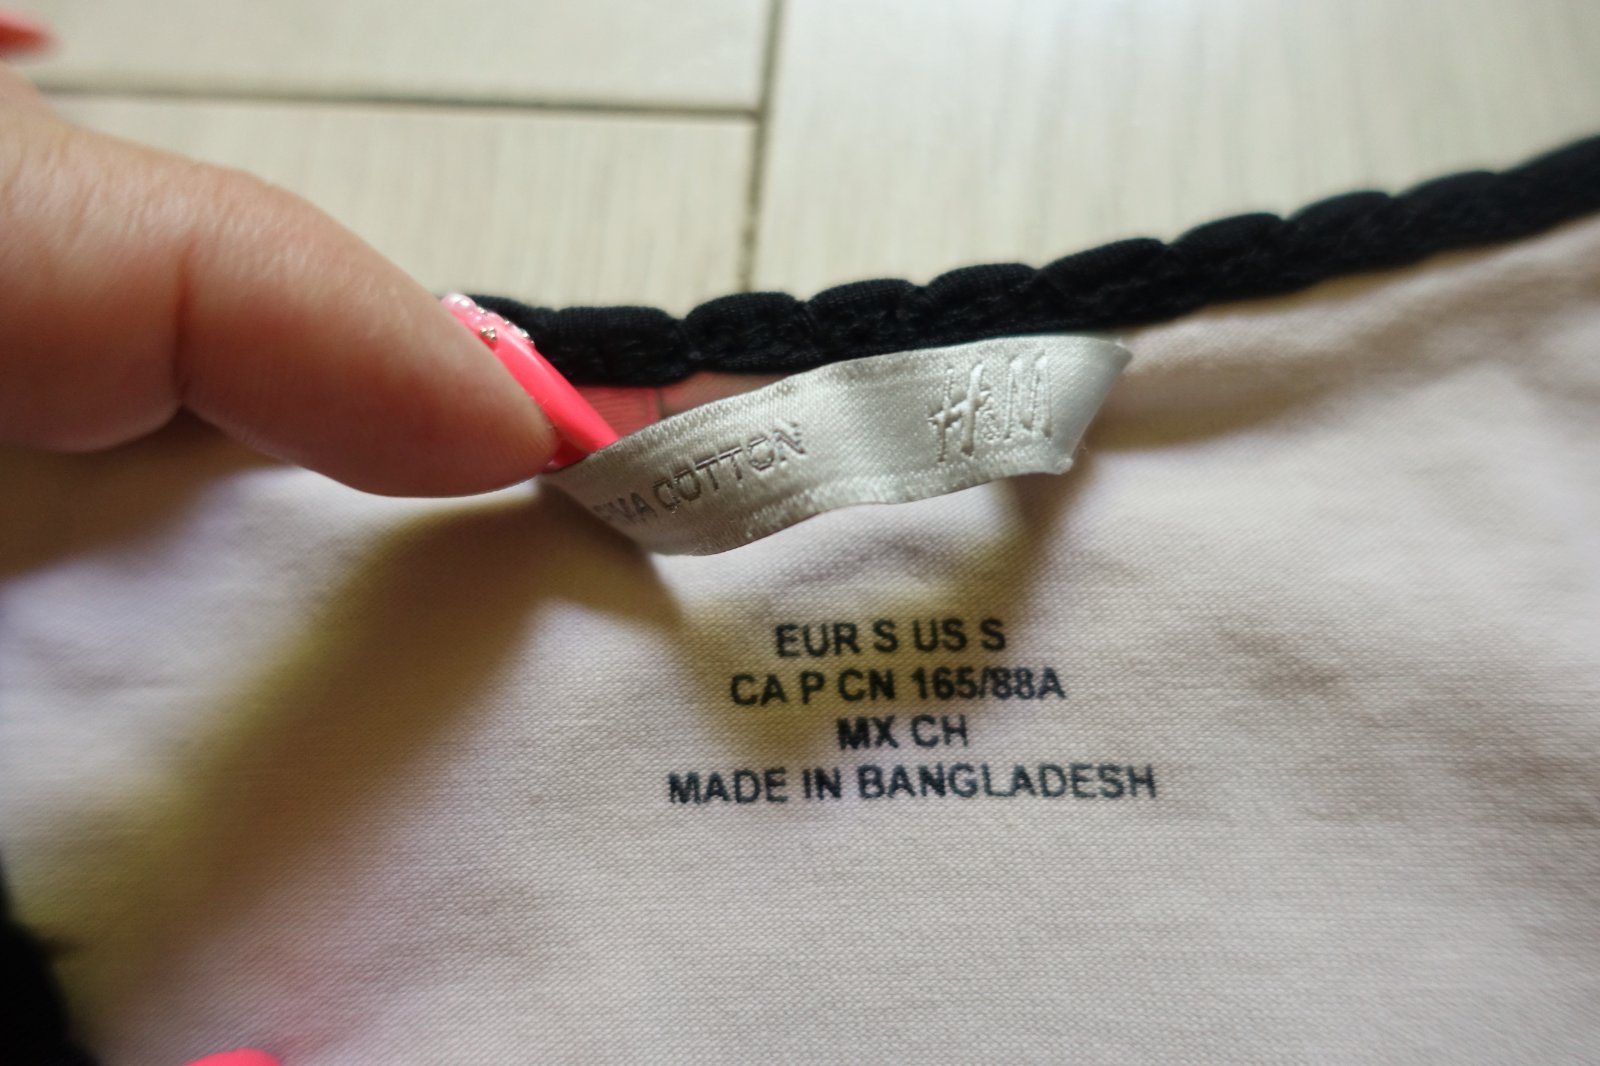 COTTON H&M
EUR S US S
CA P CN 165/88A
MX CH
MADE IN BANGLADESH